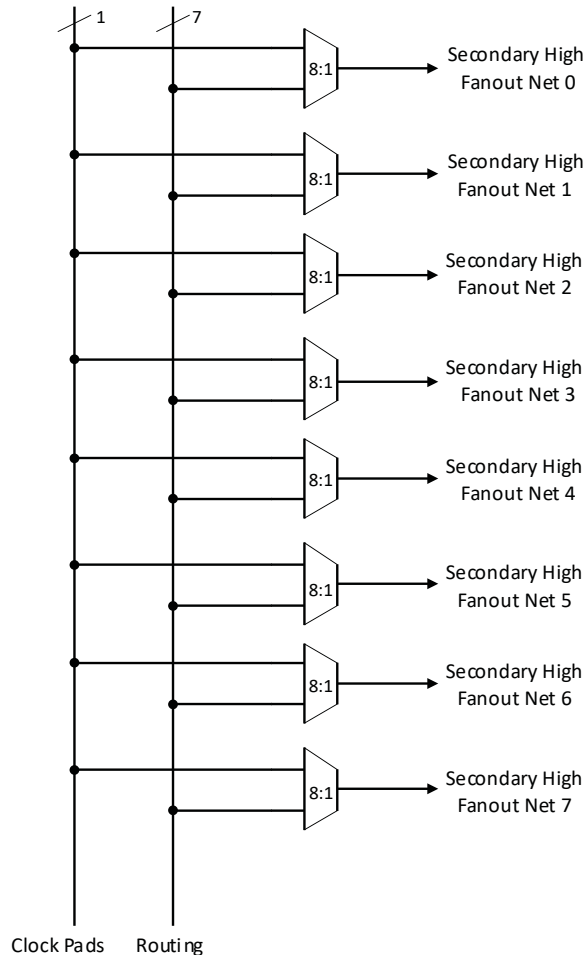 1
7
8:1
Secondary High
Fanout Net 0
8:1
Secondary High
Fanout Net 1
8:1
Secondary High
Fanout Net 2
8:1
Secondary High
Fanout Net 3
8:1
Secondary High
Fanout Net 4
8:1
Secondary High
Fanout Net 5
8:1
Secondary High
Fanout Net 6
8:1
Secondary High
Fanout Net 7
Clock Pads
Routing